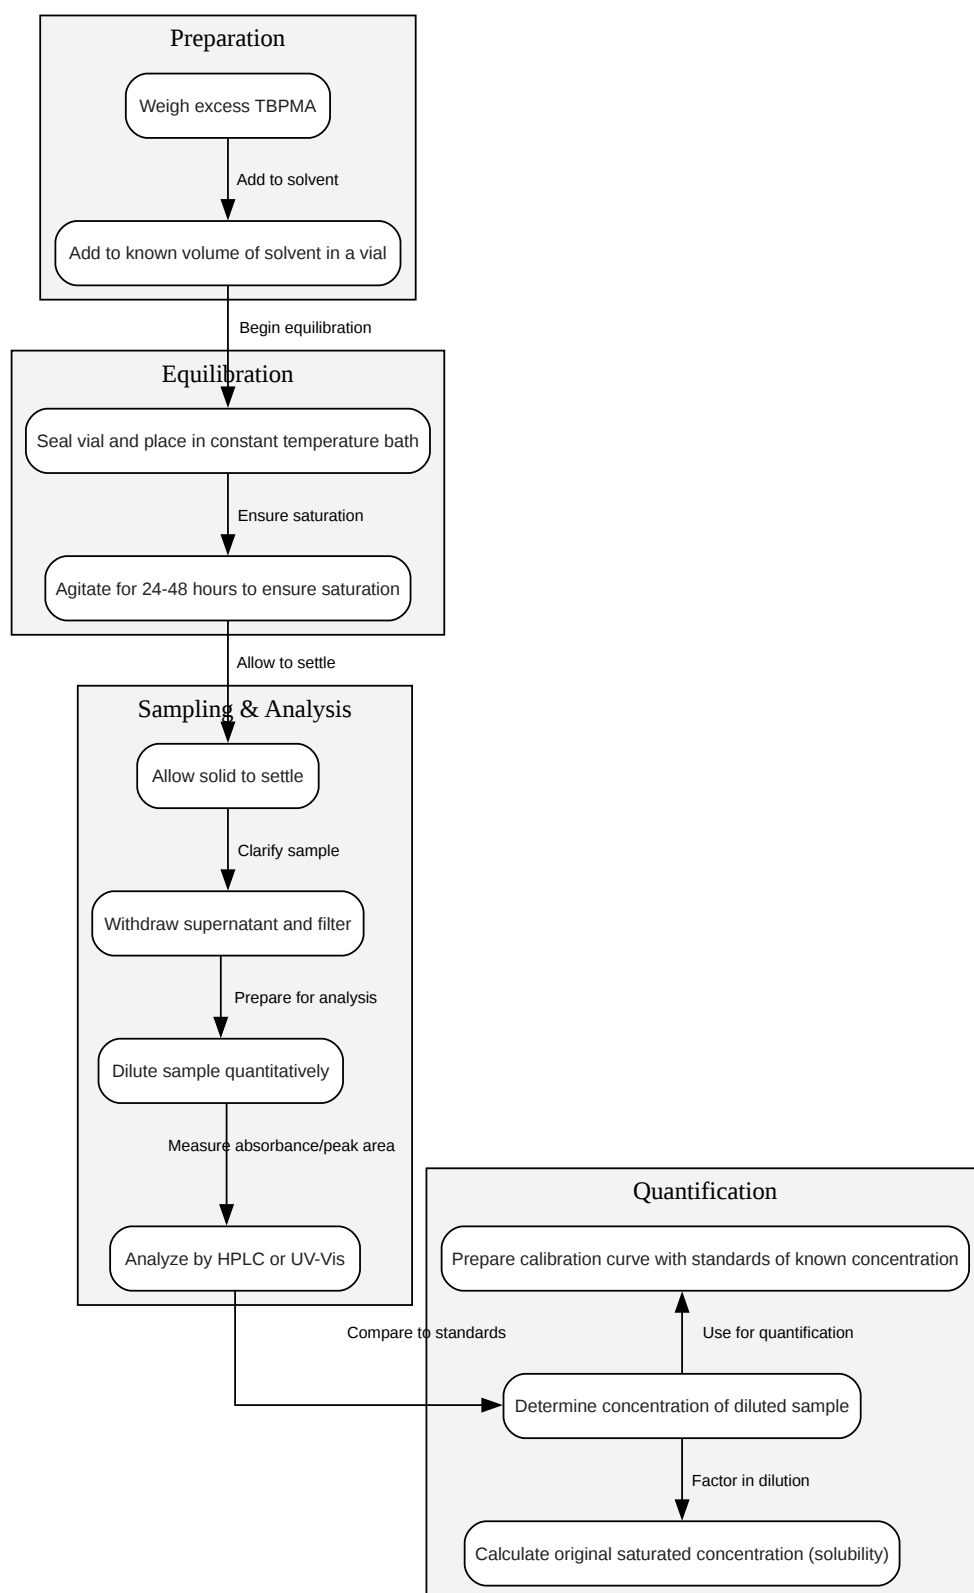 Preparation
Weigh excess TBPMA
Add to solvent
Add to known volume of solvent in a vial
Begin equilibration
Equilibration
Seal vial and place in constant temperature bath
Ensure saturation
Agitate for 24-48 hours to ensure saturation
Allow to settle
Sampling & Analysis
Allow solid to settle
Clarify sample
Withdraw supernatant and filter
Prepare for analysis
Dilute sample quantitatively
Measure absorbance/peak area
Analyze by HPLC or UV-Vis
Compare to standards
Quantification
Prepare calibration curve with standards of known concentration
Use for quantification
Determine concentration of diluted sample
Factor in dilution
Calculate original saturated concentration (solubility)